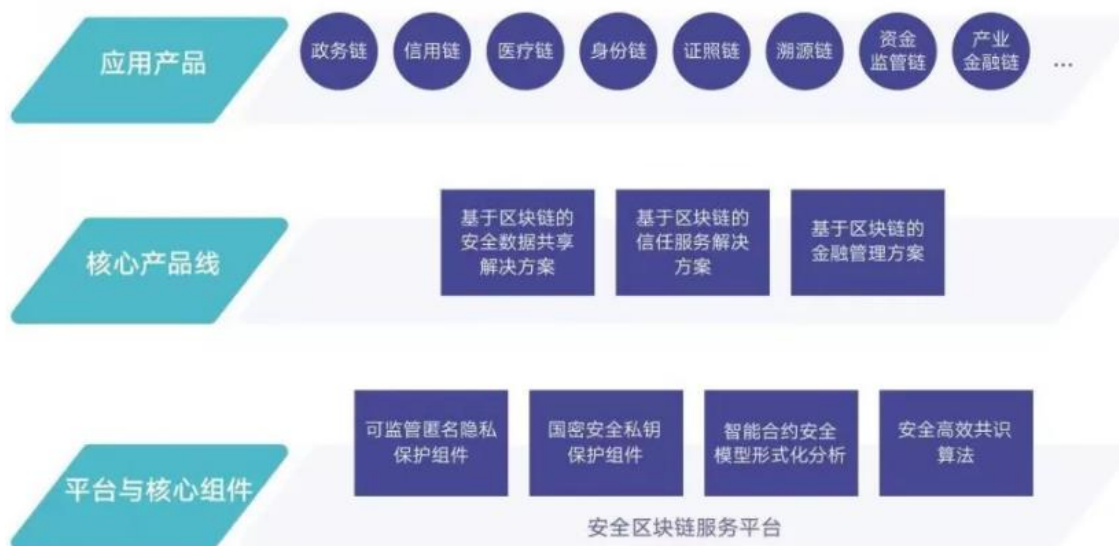 应用产品
政务链
信用链
医疗链
身份链
证照链
溯源链
资金
监管链
产业
金融链
...
核心产品线
基于区块链的
安全数据共享
解决方案
基于区块链的
信任服务解决
方案
基于区块链的
金融管理方案
平台与核心组件
可监管匿名隐私
保护组件
国密安全私钥
保护组件
智能合约安全
模型形式化分析
安全高效共识
算法
安全区块链服务平台